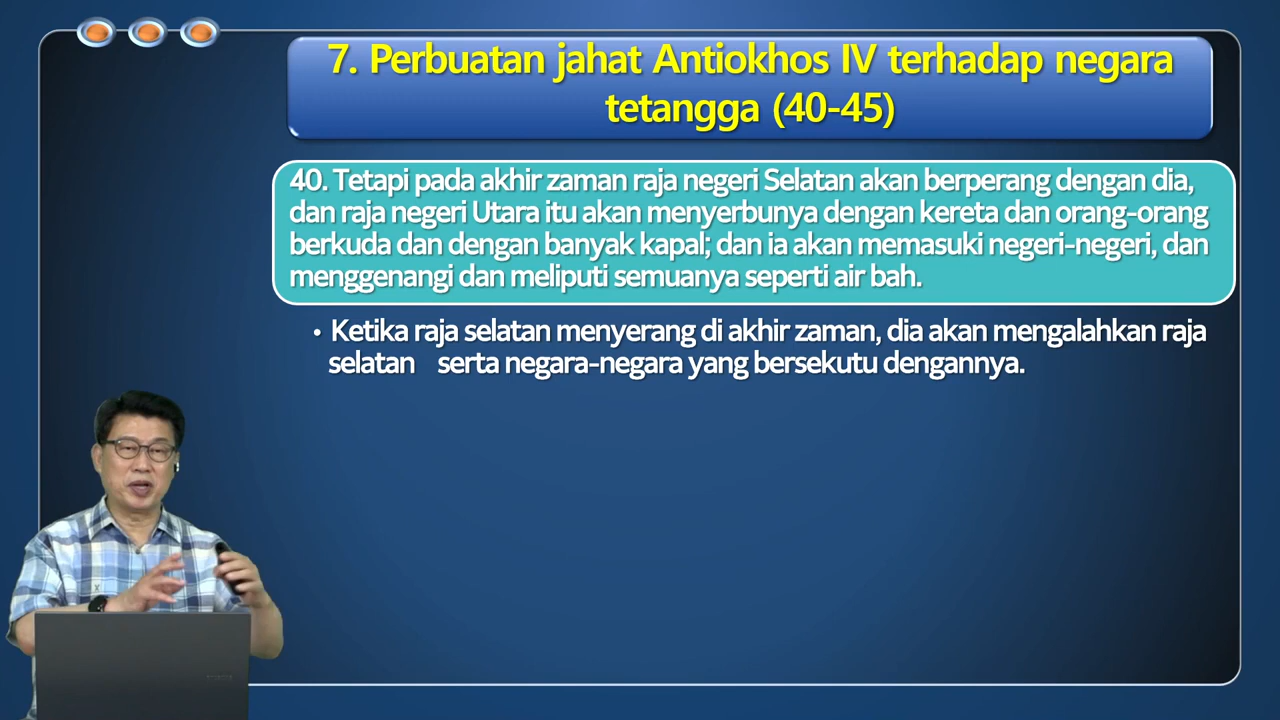 7. Perbuatan jahat Antiokhos IV terhadap negara
tetangga (40-45)
40. Tetapi pada akhir zaman raja negeri Selatan akan berperang dengan dia,
dan raja negeri Utara itu akan menyerbunya dengan kereta dan orang-orang
berkuda dan dengan banyak kapal; dan ia akan memasuki negeri-negeri, dan
menggenangi dan meliputi semuanya seperti air bah.
• Ketika raja selatan menyerang di akhir zaman, dia akan mengalahkan raja
selatan serta negara-negara yang bersekutu dengannya.